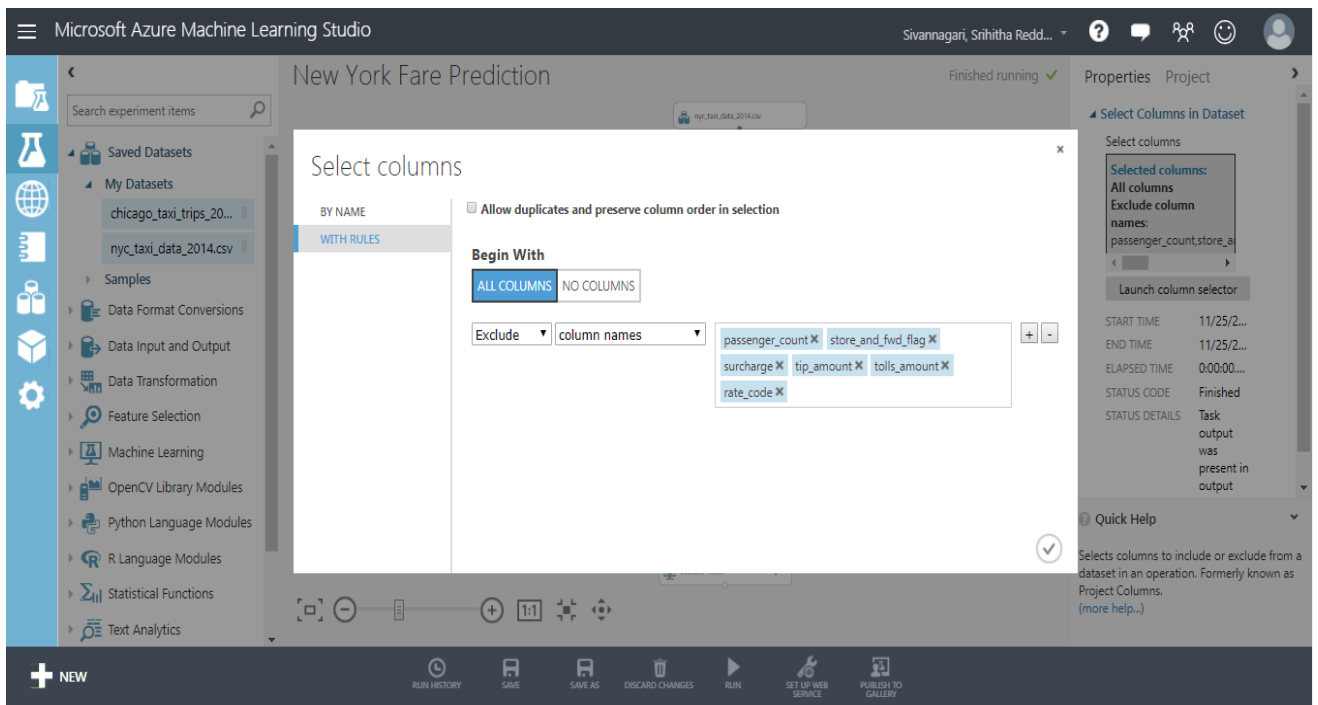 Microsoft Azure Machine Learning Studio
Sivannagari, Srihitha Redd...
Search experiment items
Saved Datasets
My Datasets
chicago_taxi_trips_20...
nyc_taxi_data_2014.csv
Samples
Data Format Conversions
Data Input and Output
Data Transformation
Feature Selection
Machine Learning
OpenCV Library Modules
Python Language Modules
R Language Modules
Statistical Functions
Text Analytics
New York Fare Prediction
Finished running
nyc_taxi_data_2014.csv
Select columns
x
BY NAME
WITH RULES
Allow duplicates and preserve column order in selection
Begin With
ALL COLUMNS NO COLUMNS
Exclude column names
passenger_count store_and_fwd_flag
surcharge tip_amount tolls_amount
rate_code
+ -
1:1
Properties Project
Select Columns in Dataset
Select columns
Selected columns:
All columns
Exclude column
names:
passenger_count,store_a
Launch column selector
START TIME 11/25/2...
END TIME 11/25/2...
ELAPSED TIME 0:00:00....
STATUS CODE Finished
STATUS DETAILS Task
output
was
present in
output
Quick Help
Selects columns to include or exclude from a
dataset in an operation. Formerly known as
Project Columns.
(more help...)
NEW
RUN HISTORY
SAVE
SAVE AS
DISCARD CHANGES
RUN
SET UP WEB
SERVICE
PUBLISH TO
GALLERY